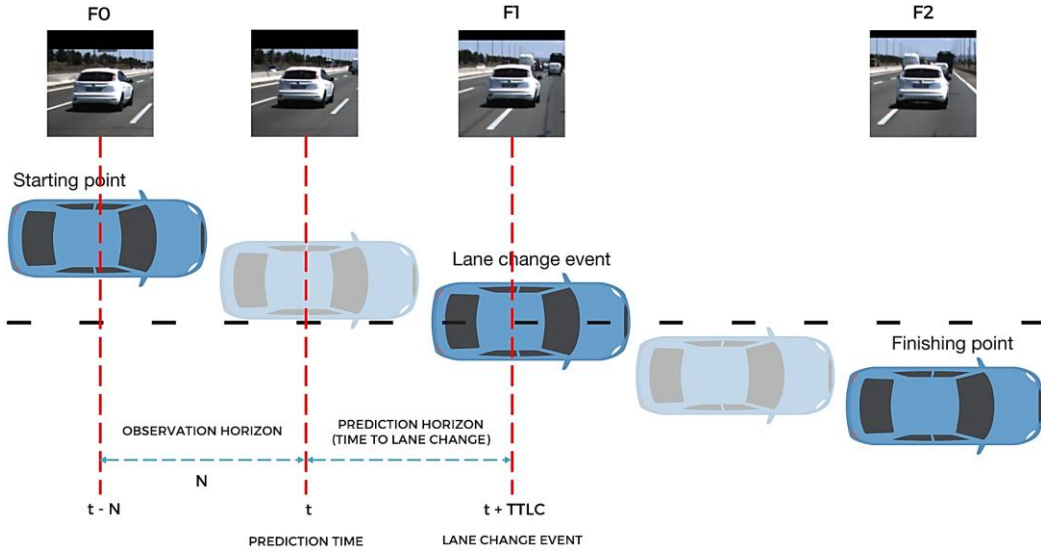 F0
F1
F2
Starting point
Lane change event
Finishing point
OBSERVATION HORIZON
PREDICTION HORIZON
(TIME TO LANE CHANGE)
N
t - N
t
t + TTLC
PREDICTION TIME
LANE CHANGE EVENT